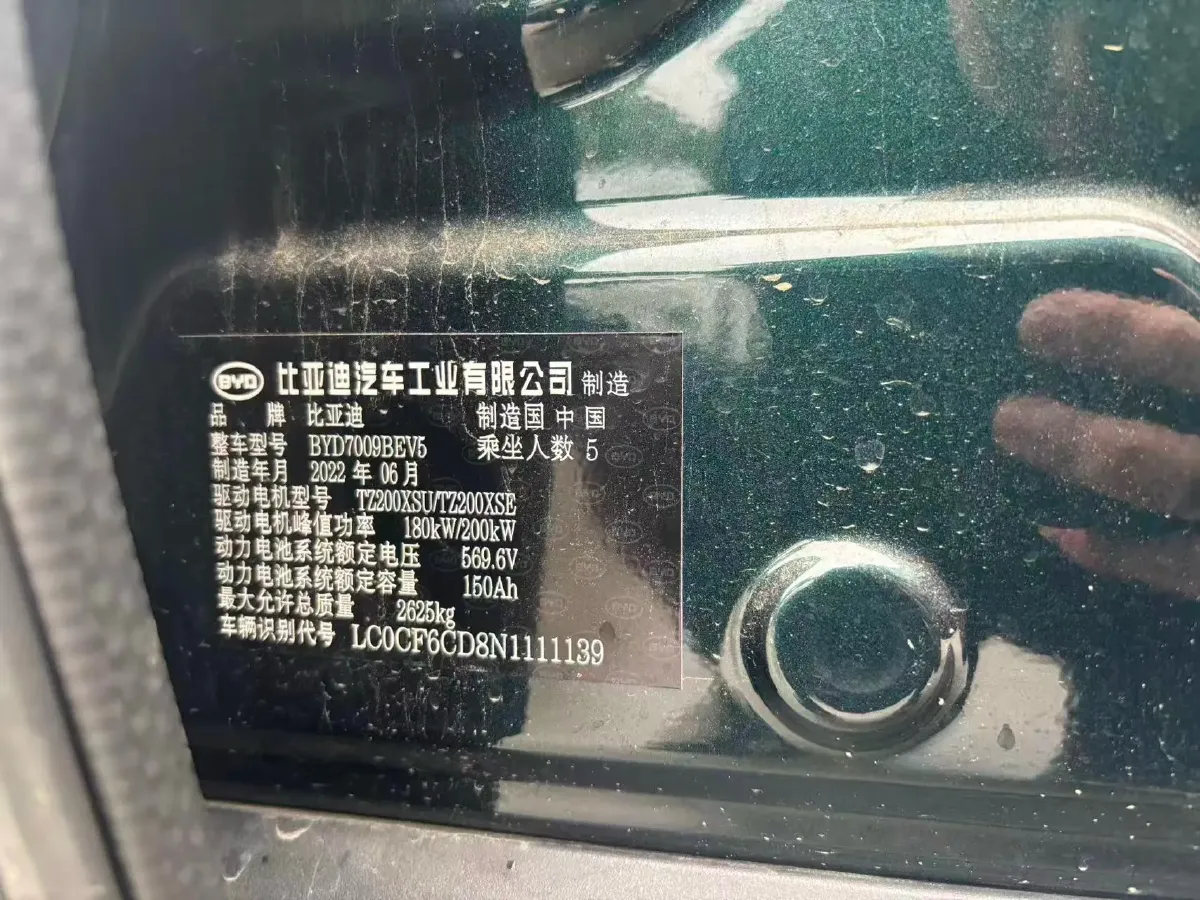 BYD 比亚迪汽车工业有限公司 制造
品 牌 比亚迪 制造国 中国
整车型号 BYD7009BEV5 乘坐人数 5
制造年月 2022 年 06 月
驱动电机型号 TZ200XSU/TZ200XSE
驱动电机峰值功率 180kW/200kW
动力电池系统额定电压 569.6V
动力电池系统额定容量 150Ah
最大允许总质量 2625kg
车辆识别代号 LC0CF6CD8N1111139